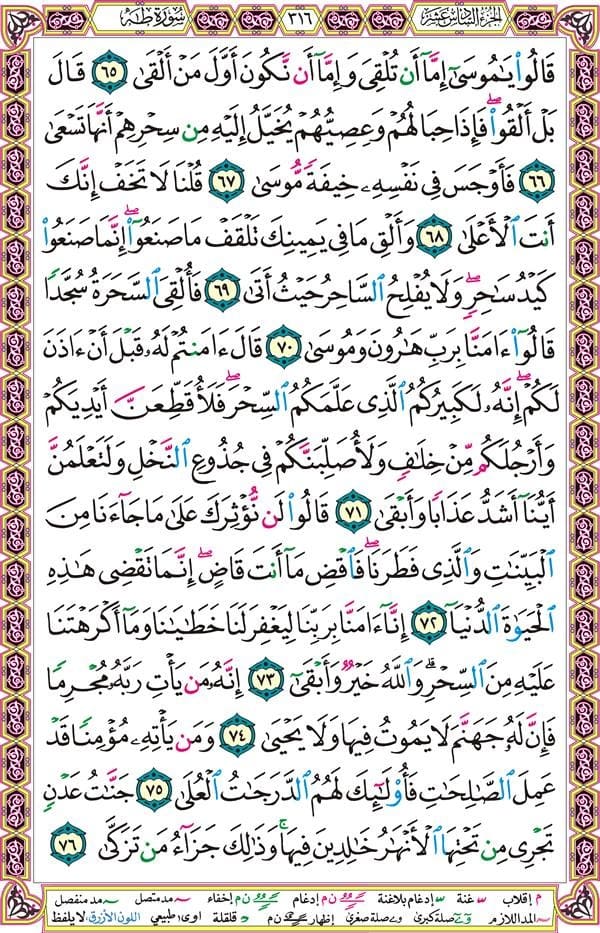 الجزء السادس عشر ٣١٦ سورة طه
قَالُوا۟ يَـٰمُوسَىٰٓ إِمَّآ أَن تُلْقِىَ وَإِمَّآ أَن نَّكُونَ أَوَّلَ مَنْ أَلْقَىٰ ٦٥ قَالَ
بَلْ أَلْقُوا۟ ۖ فَإِذَا حِبَالُهُمْ وَعِصِيُّهُمْ يُخَيَّلُ إِلَيْهِ مِن سِحْرِهِمْ أَنَّهَا تَسْعَىٰ
٦٦ فَأَوْجَسَ فِى نَفْسِهِۦ خِيفَةً مُّوسَىٰ ٦٧ قُلْنَا لَا تَخَفْ إِنَّكَ
أَنتَ ٱلْأَعْلَىٰ ٦٨ وَأَلْقِ مَا فِى يَمِينِكَ تَلْقَفْ مَا صَنَعُوٓا۟ ۖ إِنَّمَا صَنَعُوا۟
كَيْدُ سَـٰحِرٍ ۖ وَلَا يُفْلِحُ ٱلسَّاحِرُ حَيْثُ أَتَىٰ ٦٩ فَأُلْقِىَ ٱلسَّحَرَةُ سُجَّدًا
قَالُوٓا۟ ءَامَنَّا بِرَبِّ هَـٰرُونَ وَمُوسَىٰ ٧٠ قَالَ ءَامَنتُمْ لَهُۥ قَبْلَ أَنْ ءَاذَنَ
لَكُمْ ۖ إِنَّهُۥ لَكَبِيرُكُمُ ٱلَّذِى عَلَّمَكُمُ ٱلسِّحْرَ ۖ فَلَأُقَطِّعَنَّ أَيْدِيَكُمْ
وَأَرْجُلَكُم مِّنْ خِلَـٰفٍ وَلَأُصَلِّبَنَّكُمْ فِى جُذُوعِ ٱلنَّخْلِ وَلَتَعْلَمُنَّ
أَيُّنَآ أَشَدُّ عَذَابًا وَأَبْقَىٰ ٧١ قَالُوا۟ لَن نُّؤْثِرَكَ عَلَىٰ مَا جَآءَنَا مِنَ
ٱلْبَيِّنَـٰتِ وَٱلَّذِى فَطَرَنَا ۖ فَٱقْضِ مَآ أَنتَ قَاضٍ ۖ إِنَّمَا تَقْضِى هَـٰذِهِ
ٱلْحَيَوٰةَ ٱلدُّنْيَآ ٧٢ إِنَّآ ءَامَنَّا بِرَبِّنَا لِيَغْفِرَ لَنَا خَطَـٰيَـٰنَا وَمَآ أَكْرَهْتَنَا
عَلَيْهِ مِنَ ٱلسِّحْرِ ۗ وَٱللَّهُ خَيْرٌ وَأَبْقَىٰٓ ٧٣ إِنَّهُۥ مَن يَأْتِ رَبَّهُۥ مُجْرِمًا
فَإِنَّ لَهُۥ جَهَنَّمَ لَا يَمُوتُ فِيهَا وَلَا يَحْيَىٰ ٧٤ وَمَن يَأْتِهِۦ مُؤْمِنًا قَدْ
عَمِلَ ٱلصَّـٰلِحَـٰتِ فَأُو۟لَـٰٓئِكَ لَهُمُ ٱلدَّرَجَـٰتُ ٱلْعُلَىٰ ٧٥ جَنَّـٰتُ عَدْنٍ
تَجْرِى مِن تَحْتِهَا ٱلْأَنْهَـٰرُ خَـٰلِدِينَ فِيهَا ۚ وَذَٰلِكَ جَزَآءُ مَن تَزَكَّىٰ ٧٦
م إقلاب غنة إدغام بلاغنة ن م إدغام ن م إخفاء مد متصل مد منفصل
المد اللازم صلة كبرى صلة صغرى إظهار ن م قلقلة اوى طبيعي اللون الأزرق لا يلفظ